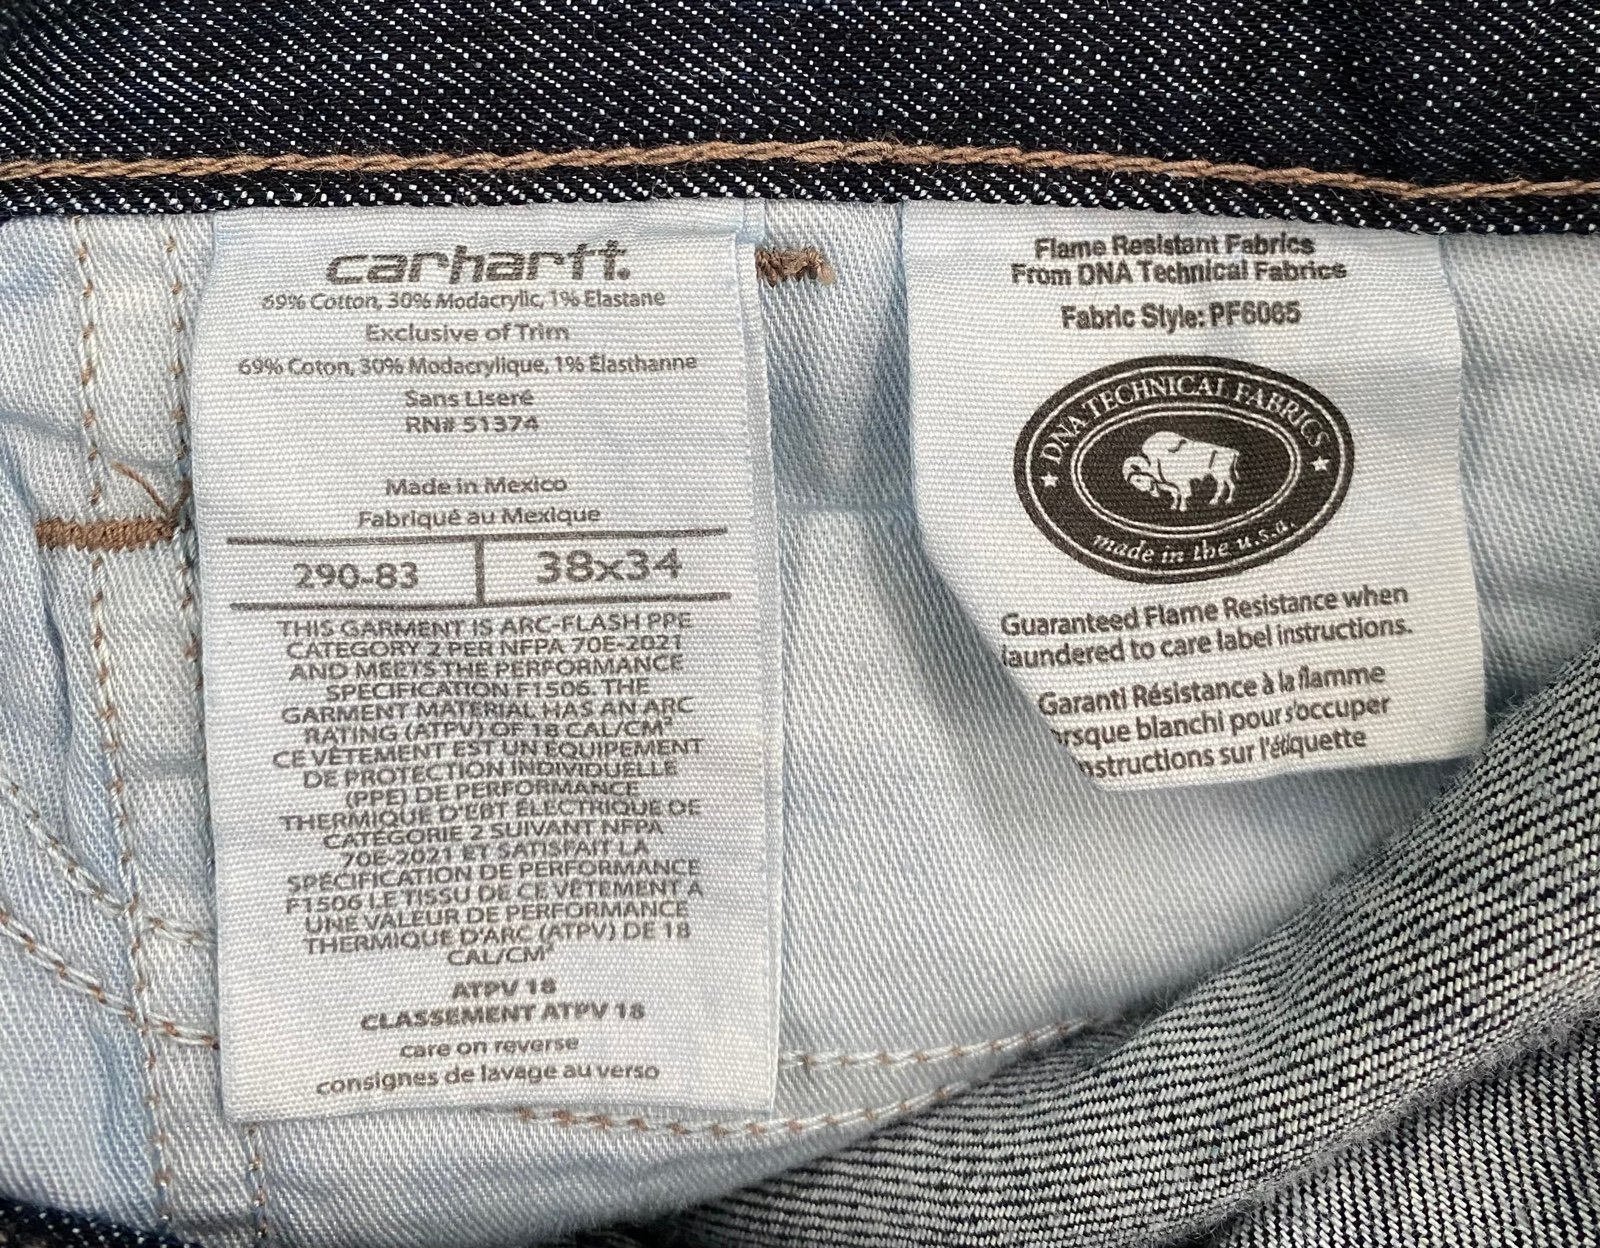 carhartt.
69% Cotton, 30% Modacrylic, 1% Elastane
Exclusive of Trim
69% Coton, 30% Modacrylique, 1% Élasthanne
Sans Liseré
RN# 51374
Made in Mexico
Fabriqué au Mexique
290-83 38x34
THIS GARMENT IS ARC-FLASH PPE
CATEGORY 2 PER NFPA 70E-2021
AND MEETS THE PERFORMANCE
SPECIFICATION F1506. THE
GARMENT MATERIAL HAS AN ARC
RATING (ATPV) OF 18 CAL/CM²
CE VÊTEMENT EST UN ÉQUIPEMENT
DE PROTECTION INDIVIDUELLE
(PPE) DE PERFORMANCE
THERMIQUE D'EBT ÉLECTRIQUE DE
CATÉGORIE 2 SUIVANT NFPA
70E-2021 ET SATISFAIT LA
SPÉCIFICATION DE PERFORMANCE
F1506 LE TISSU DE CE VÊTEMENT A
UNE VALEUR DE PERFORMANCE
THERMIQUE D'ARC (ATPV) DE 18
CAL/CM²
ATPV 18
CLASSEMENT ATPV 18
care on reverse
consignes de lavage au verso
Flame Resistant Fabrics
From DNA Technical Fabrics
Fabric Style: PF6065
DNA TECHNICAL FABRICS
made in the u.s.a.
Guaranteed Flame Resistance when
laundered to care label instructions.
Garanti Résistance à la flamme
rsque blanchi pour s'occuper
nstructions sur l'étiquette